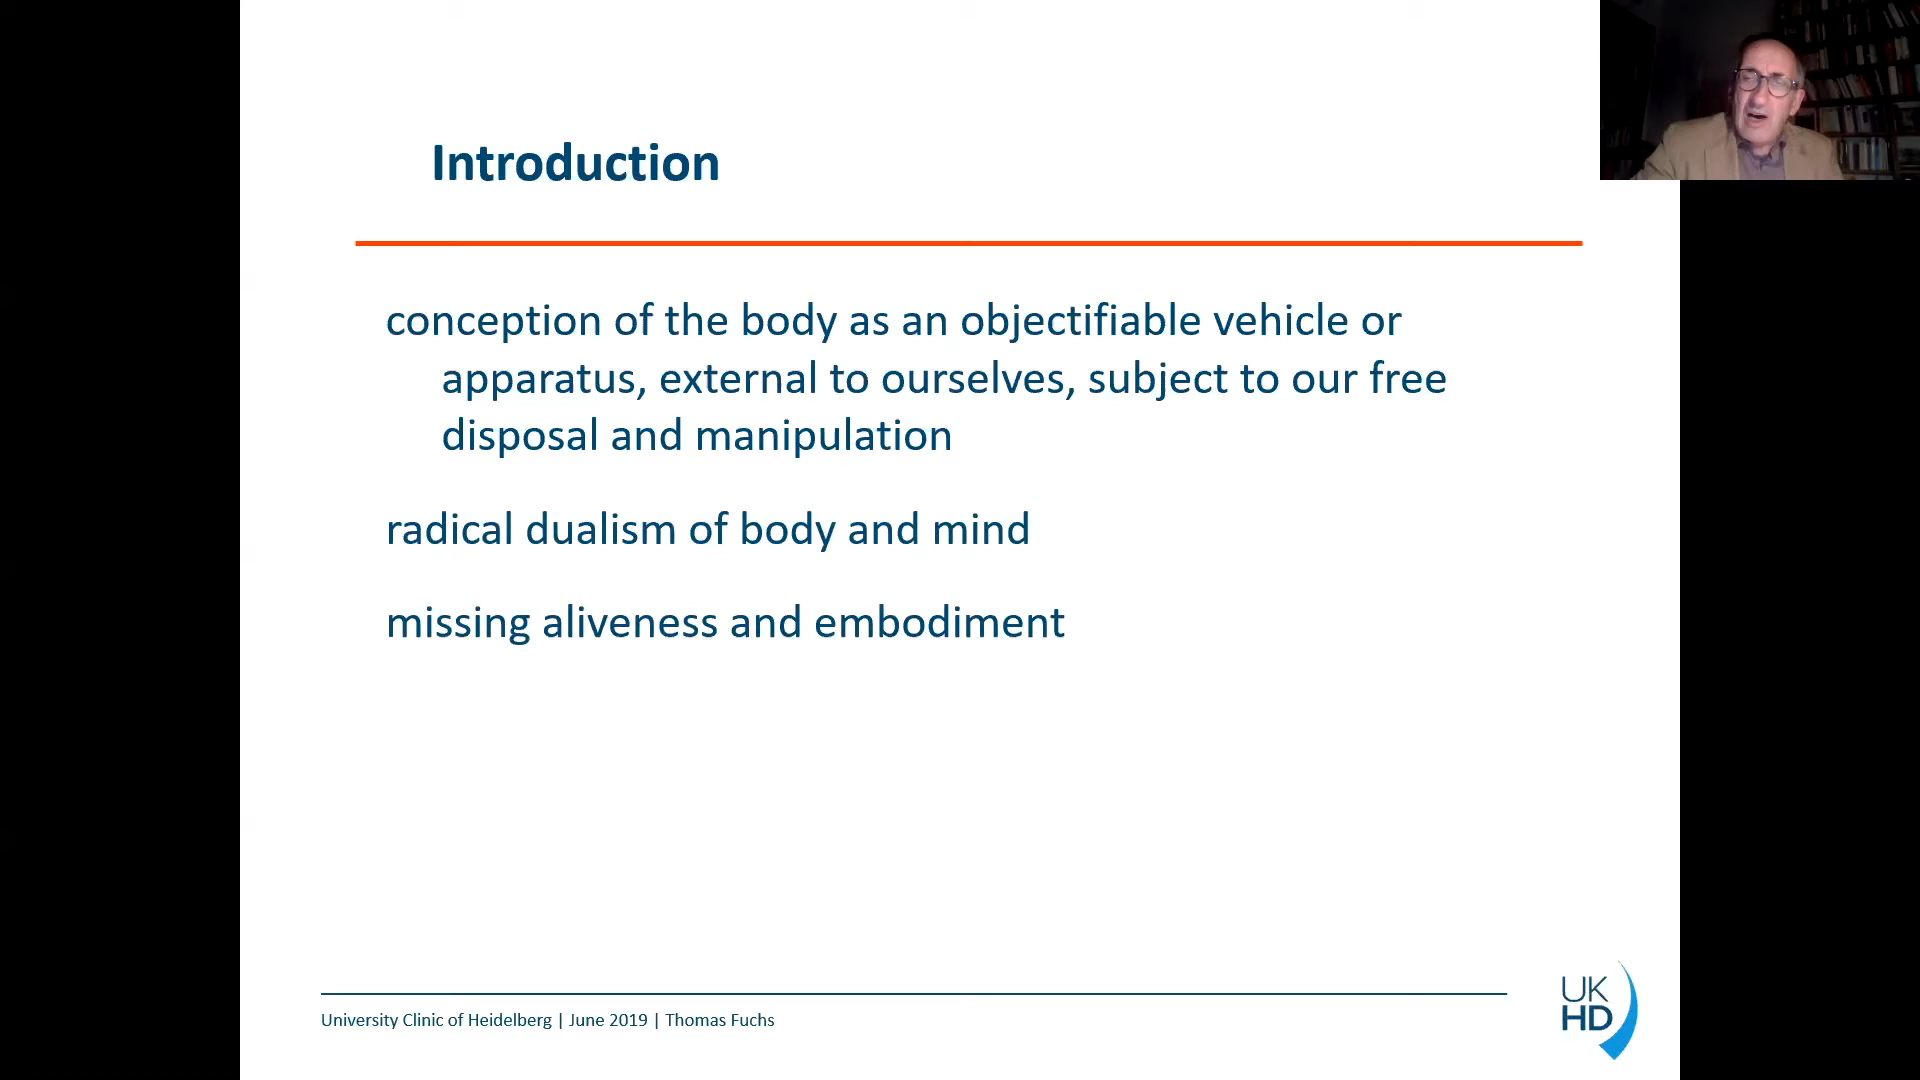 Introduction
conception of the body as an objectifiable vehicle or
apparatus, external to ourselves, subject to our free
disposal and manipulation
radical dualism of body and mind
missing aliveness and embodiment
University Clinic of Heidelberg | June 2019 | Thomas Fuchs
UK
HD